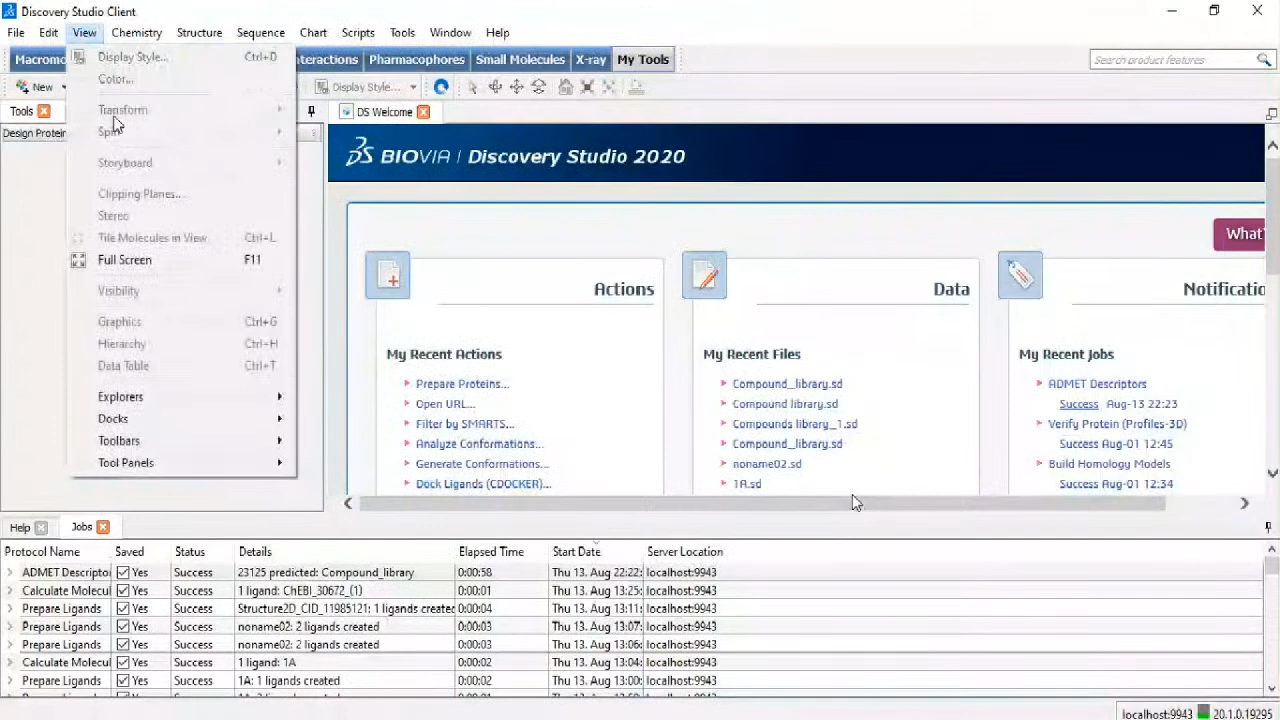 Discovery Studio Client
File Edit View Chemistry Structure Sequence Chart Scripts Tools Window Help
Macromo nteractions Pharmacophores Small Molecules X-ray My Tools Search product features
New Display Style...
Tools DS Welcome
Design Protein
Display Style... Ctrl+D
Color...
Transform
Spin
Storyboard
Clipping Planes...
Stereo
Tile Molecules in View Ctrl+L
Full Screen F11
Visibility
Graphics Ctrl+G
Hierarchy Ctrl+H
Data Table Ctrl+T
Explorers
Docks
Toolbars
Tool Panels
BIOVIA | Discovery Studio 2020
What'
Actions
My Recent Actions
Prepare Proteins...
Open URL...
Filter by SMARTS...
Analyze Conformations...
Generate Conformations...
Dock Ligands (CDOCKER)...
Data
My Recent Files
Compound_library.sd
Compound library.sd
Compounds library_1.sd
Compound_library.sd
noname02.sd
1A.sd
Notificatio
My Recent Jobs
ADMET Descriptors
Success Aug-13 22:23
Verify Protein (Profiles-3D)
Success Aug-01 12:45
Build Homology Models
Success Aug-01 12:34
Help Jobs
Protocol Name Saved Status Details Elapsed Time Start Date Server Location
ADMET Descripto Yes Success 23125 predicted: Compound_library 0:00:58 Thu 13. Aug 22:22: localhost:9943
Calculate Molecul Yes Success 1 ligand: ChEBI_30672_(1) 0:00:01 Thu 13. Aug 13:25: localhost:9943
Prepare Ligands Yes Success Structure2D_CID_11985121: 1 ligands created 0:00:04 Thu 13. Aug 13:11: localhost:9943
Prepare Ligands Yes Success noname02: 2 ligands created 0:00:03 Thu 13. Aug 13:07: localhost:9943
Prepare Ligands Yes Success noname02: 2 ligands created 0:00:03 Thu 13. Aug 13:06: localhost:9943
Calculate Molecul Yes Success 1 ligand: 1A 0:00:02 Thu 13. Aug 13:04: localhost:9943
Prepare Ligands Yes Success 1A: 1 ligands created 0:00:02 Thu 13. Aug 13:00: localhost:9943
localhost:9943 20.1.0.19295